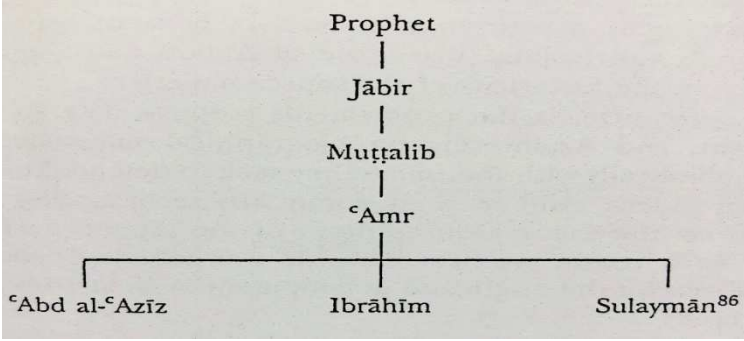 Prophet
Jābir
Muṭṭalib
ᶜAmr
ᶜAbd al-ᶜAzīz Ibrāhīm Sulaymān⁸⁶